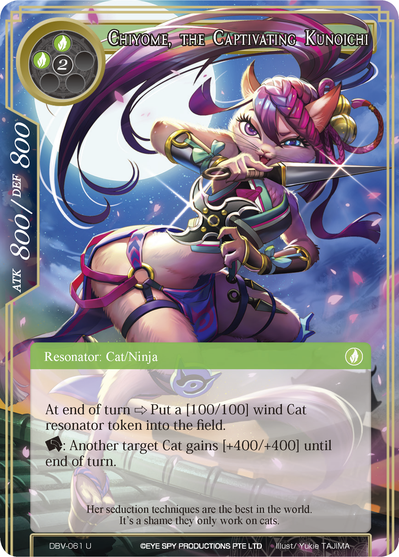 Chiyome, the Captivating Kunoichi
2
ATK 800 / DEF 800
Resonator: Cat/Ninja
At end of turn ⇨ Put a [100/100] wind Cat
resonator token into the field.
: Another target Cat gains [+400/+400] until
end of turn.
Her seduction techniques are the best in the world.
It's a shame they only work on cats.
DBV-061 U ©EYE SPY PRODUCTIONS PTE LTD Illust/ Yukie TAJIMA